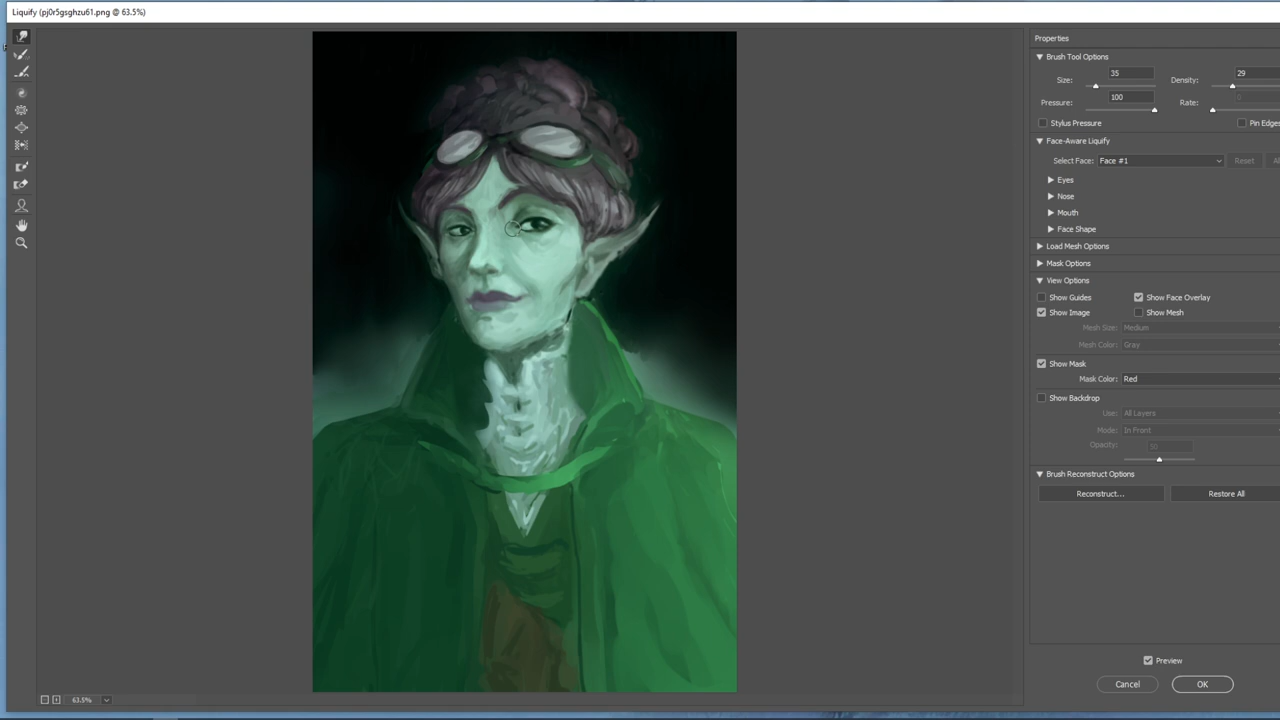 Liquify (pj0r5gsghzu61.png @ 63.5%)
Properties
Brush Tool Options
Size: 35 Density: 29
Pressure: 100 Rate: 0
Stylus Pressure Pin Edges
Face-Aware Liquify
Select Face: Face #1 Reset Al
Eyes
Nose
Mouth
Face Shape
Load Mesh Options
Mask Options
View Options
Show Guides Show Face Overlay
Show Image Show Mesh
Mesh Size: Medium
Mesh Color: Gray
Show Mask
Mask Color: Red
Show Backdrop
Use: All Layers
Mode: In Front
Opacity: 50
Brush Reconstruct Options
Reconstruct... Restore All
Preview
Cancel OK
63.5%